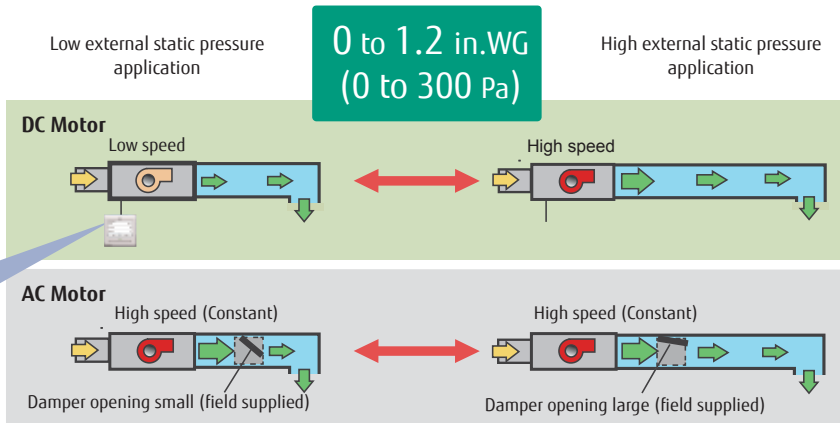 Low external static pressure
application
0 to 1.2 in.WG
(0 to 300 Pa)
High external static pressure
application
DC Motor
Low speed
High speed
AC Motor
High speed (Constant)
High speed (Constant)
Damper opening small (field supplied)
Damper opening large (field supplied)